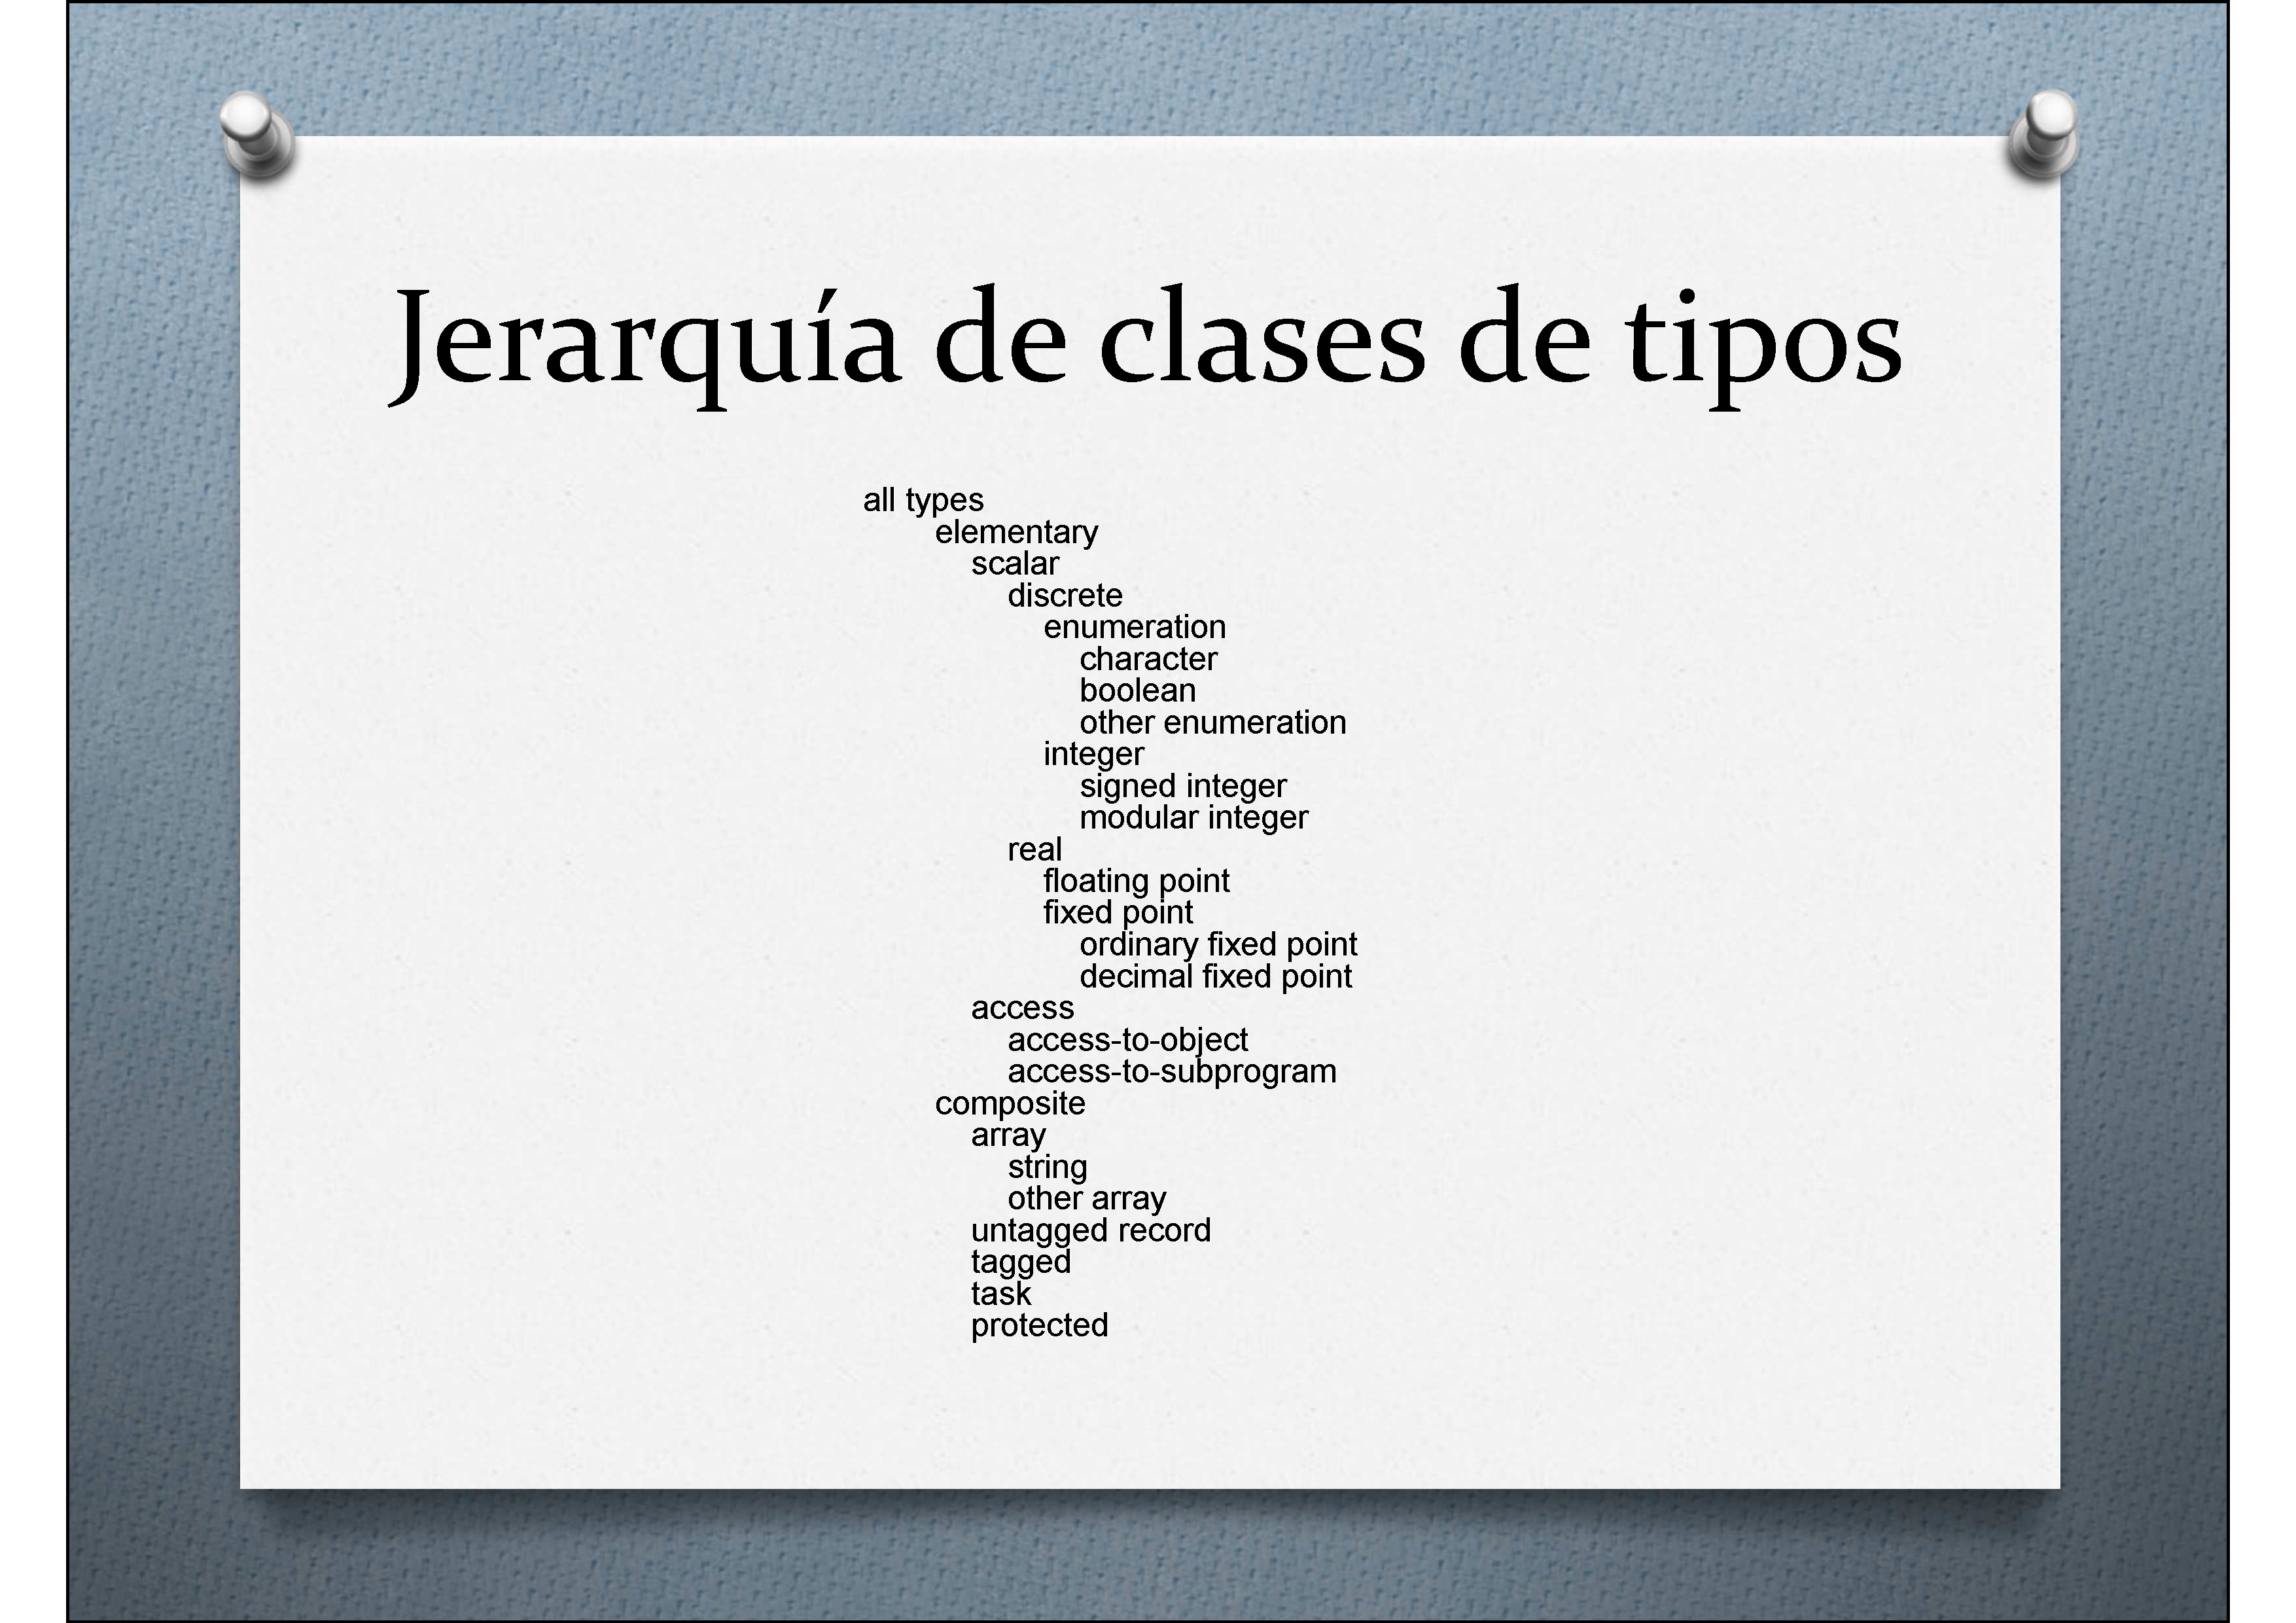 Jerarquía de clases de tipos
all types
elementary
scalar
discrete
enumeration
character
boolean
other enumeration
integer
signed integer
modular integer
real
floating point
fixed point
ordinary fixed point
decimal fixed point
access
access-to-object
access-to-subprogram
composite
array
string
other array
untagged record
tagged
task
protected